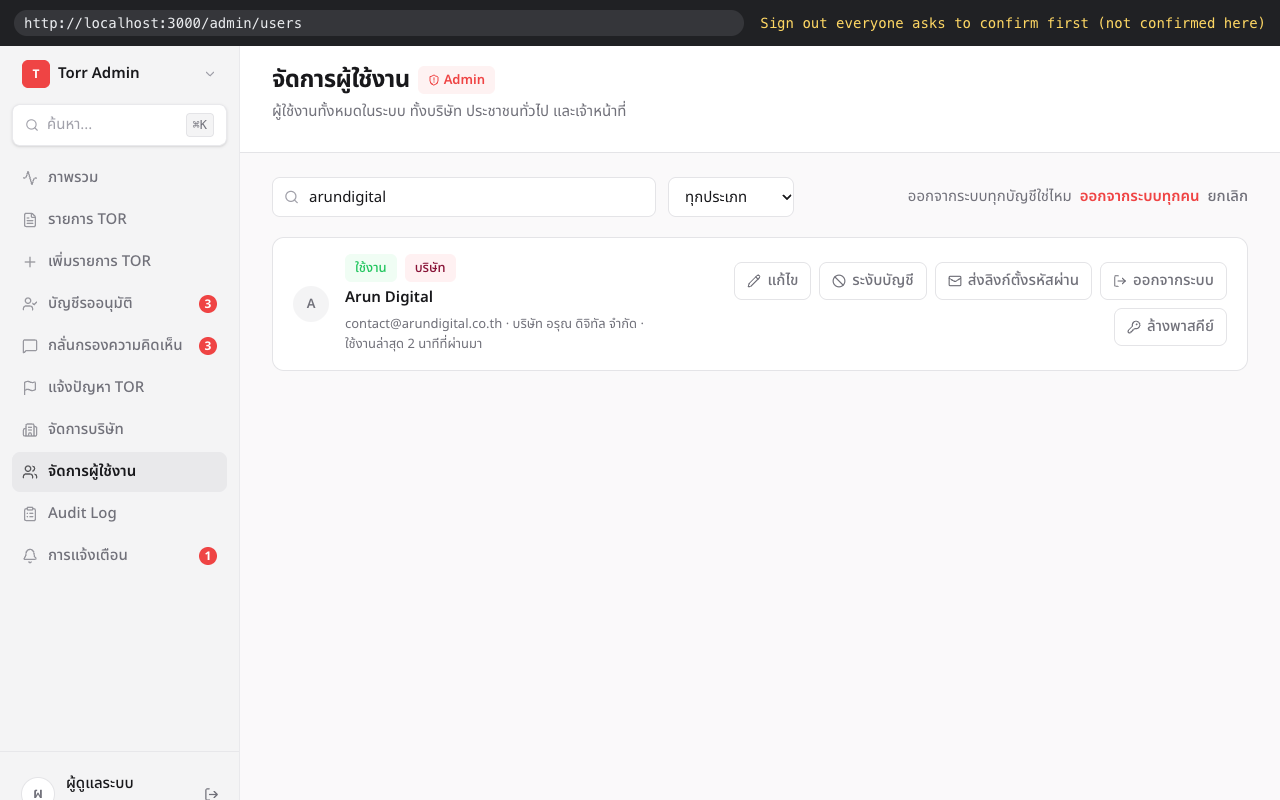 http://localhost:3000/admin/users
Sign out everyone asks to confirm first (not confirmed here)
T Torr Admin
ค้นหา... ⌘K
ภาพรวม
รายการ TOR
เพิ่มรายการ TOR
บัญชีรออนุมัติ 3
กลั่นกรองความคิดเห็น 3
แจ้งปัญหา TOR
จัดการบริษัท
จัดการผู้ใช้งาน
Audit Log
การแจ้งเตือน 1
ผ ผู้ดูแลระบบ
จัดการผู้ใช้งาน Admin
ผู้ใช้งานทั้งหมดในระบบ ทั้งบริษัท ประชาชนทั่วไป และเจ้าหน้าที่
arundigital ทุกประเภท ออกจากระบบทุกบัญชีใช่ไหม ออกจากระบบทุกคน ยกเลิก
ใช้งาน บริษัท
A Arun Digital
contact@arundigital.co.th · บริษัท อรุณ ดิจิทัล จำกัด ·
ใช้งานล่าสุด 2 นาทีที่ผ่านมา
แก้ไข ระงับบัญชี ส่งลิงก์ตั้งรหัสผ่าน ออกจากระบบ
ล้างพาสคีย์